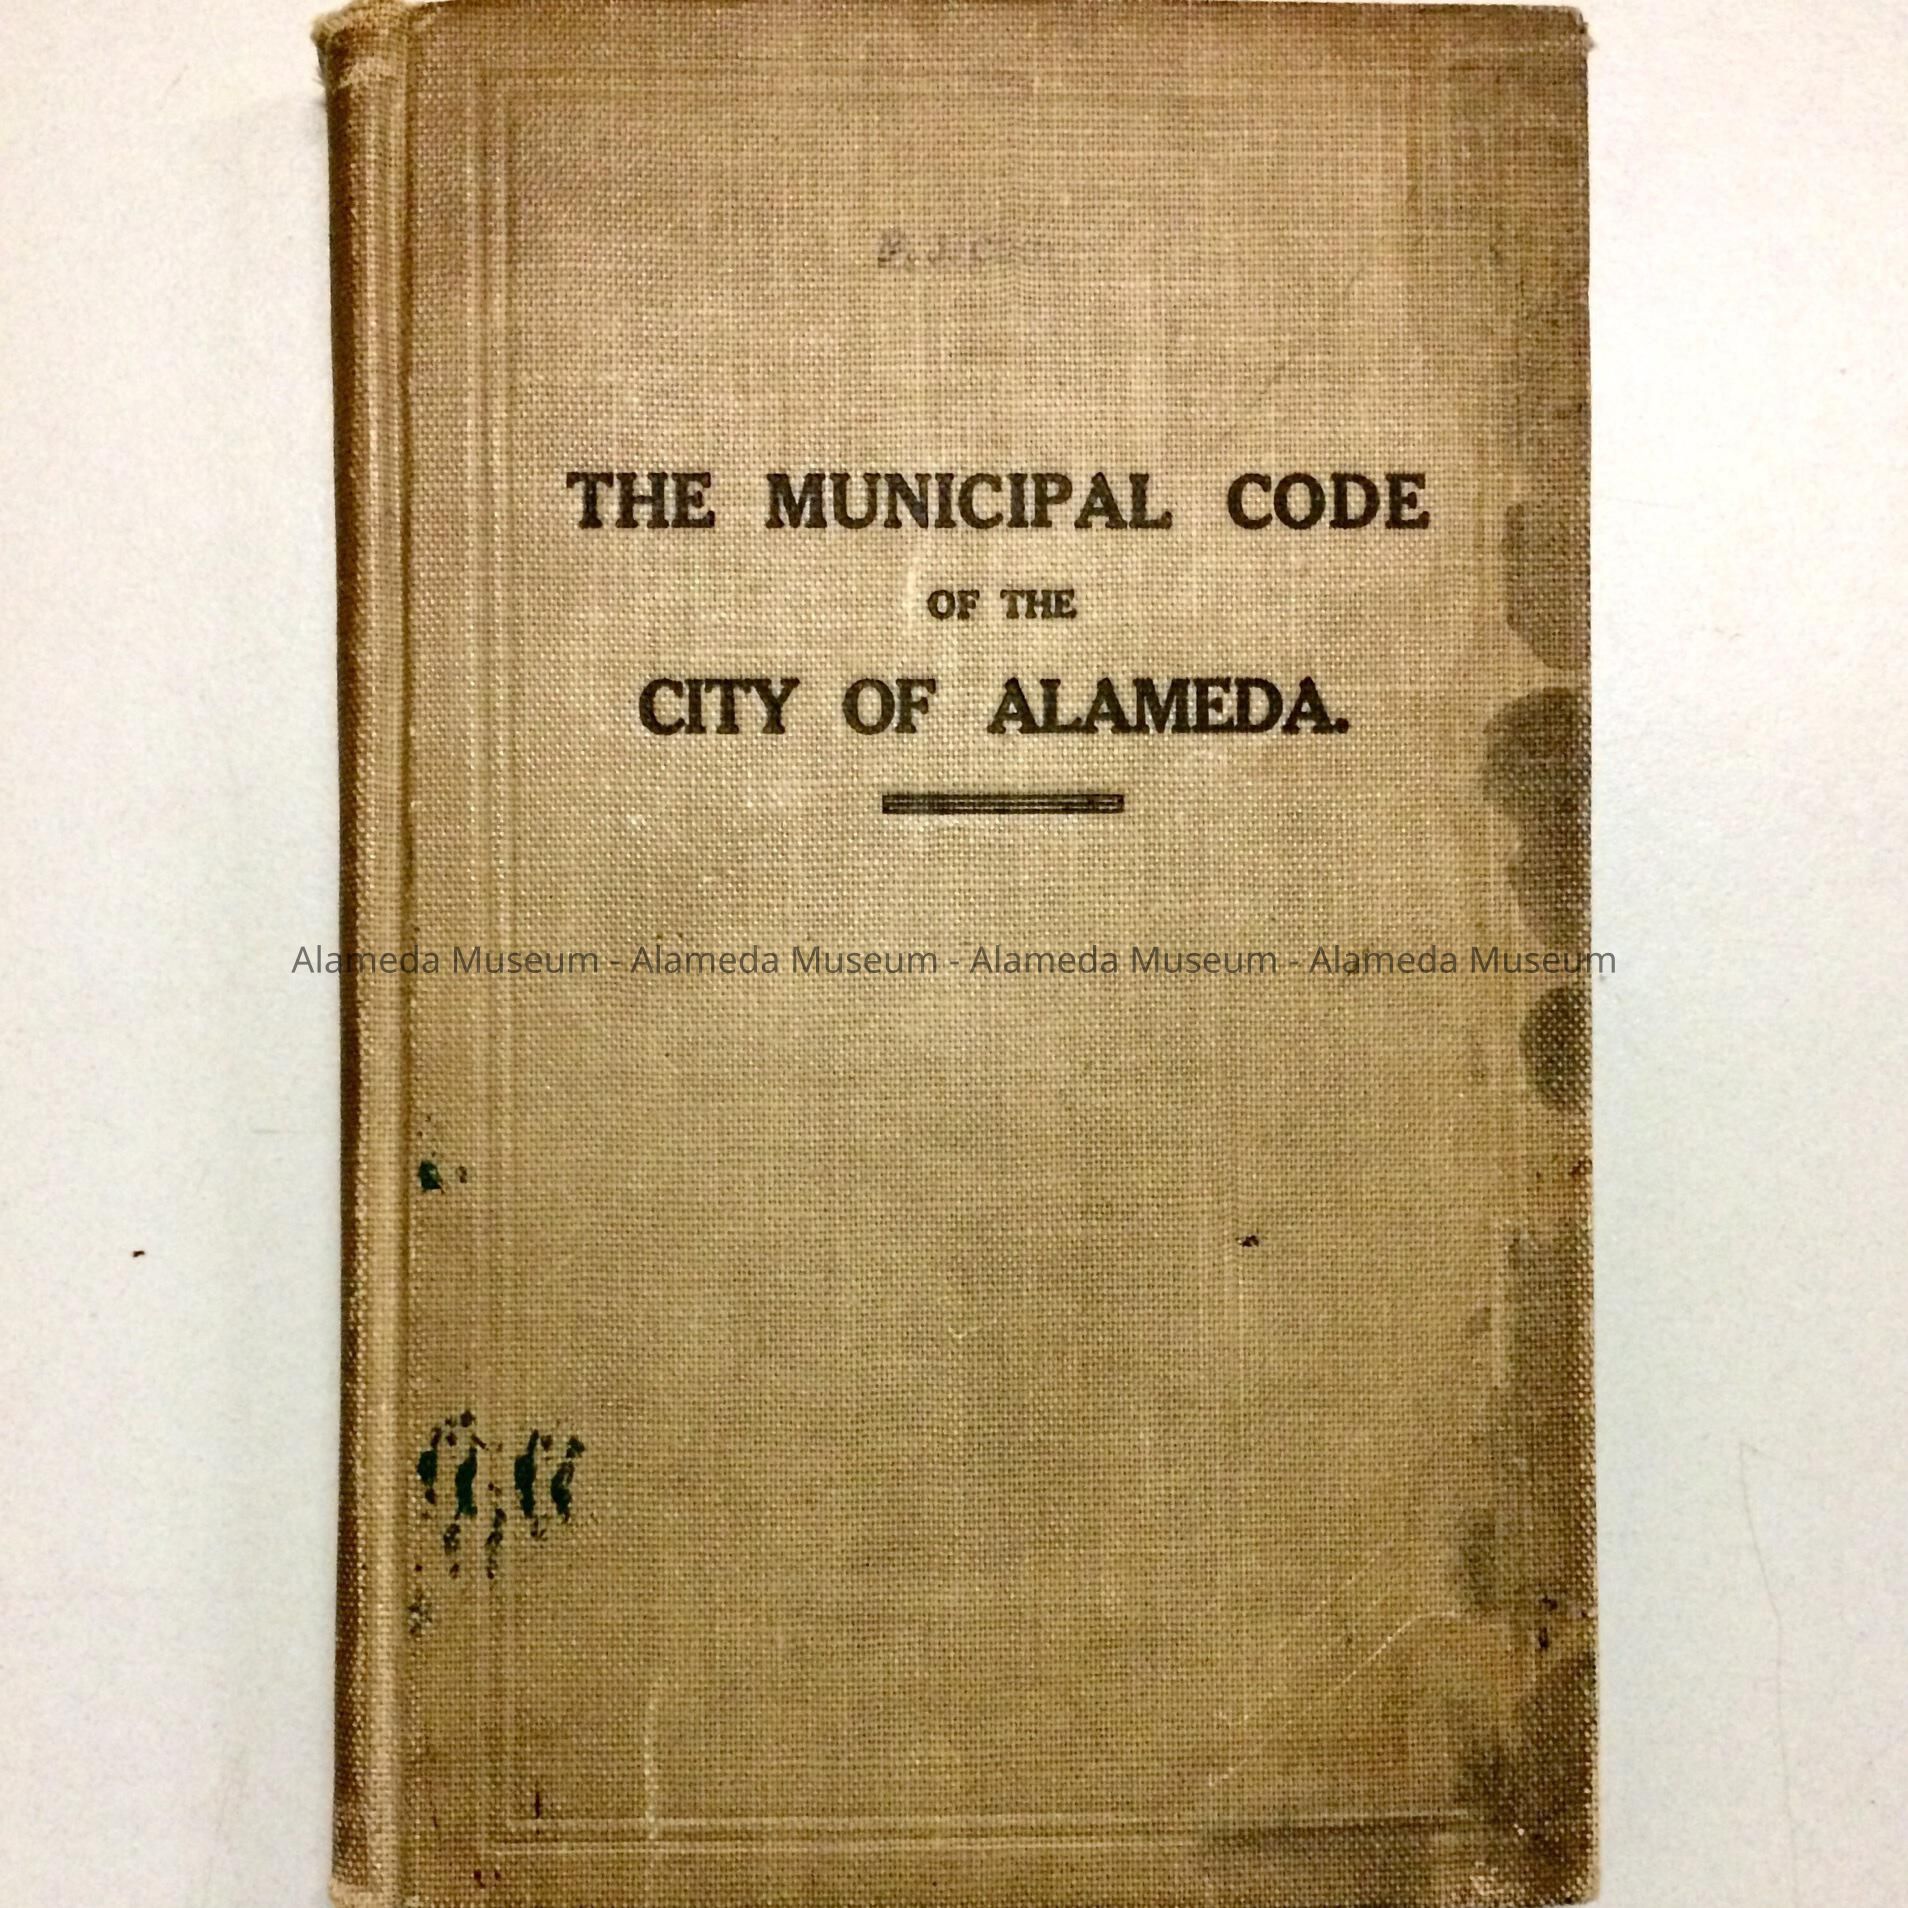 THE MUNICIPAL CODE
OF THE
CITY OF ALAMEDA.
Alameda Museum - Alameda Museum - Alameda Museum - Alameda Museum